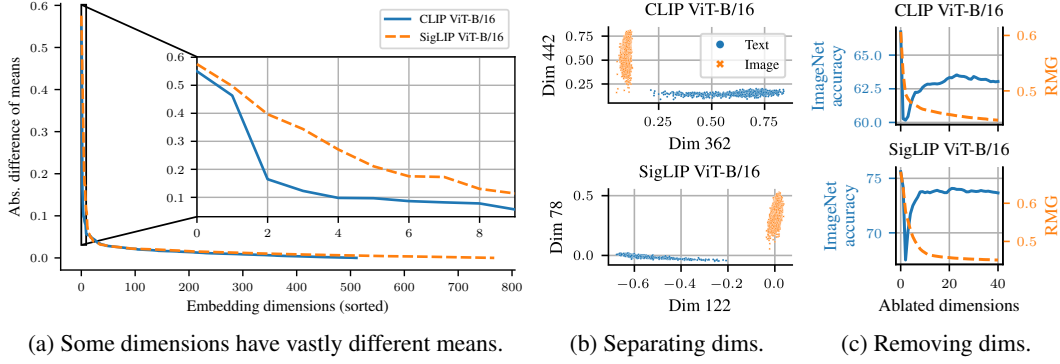 CLIP ViT-B/16
SigLIP ViT-B/16
Abs. difference of means
0.6
0.5
0.4
0.3
0.2
0.1
0.0
0.6
0.5
0.4
0.3
0.2
0.1
0 2 4 6 8
0 100 200 300 400 500 600 700 800
Embedding dimensions (sorted)
(a) Some dimensions have vastly different means.
CLIP ViT-B/16
Dim 442
0.75
0.50
0.25
Text
Image
0.25 0.50 0.75
Dim 362
SigLIP ViT-B/16
Dim 78
0.5
0.0
−0.6 −0.4 −0.2 0.0
Dim 122
(b) Separating dims.
CLIP ViT-B/16
ImageNet
accuracy
65.0
62.5
60.0
0.6
0.5
RMG
SigLIP ViT-B/16
ImageNet
accuracy
75
70
0.6
0.5
RMG
0 20 40
Ablated dimensions
(c) Removing dims.